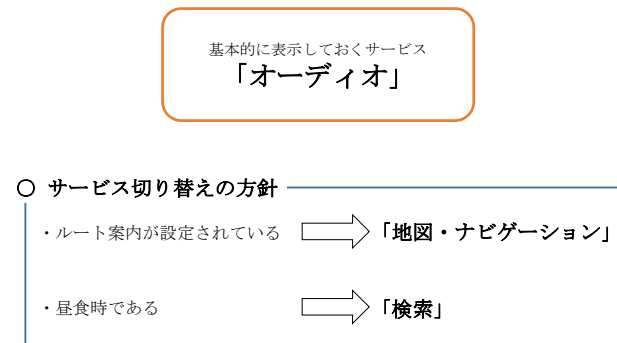 基本的に表示しておくサービス
「オーディオ」
〇 サービス切り替えの方針
・ルート案内が設定されている 「地図・ナビゲーション」
・昼食時である 「検索」